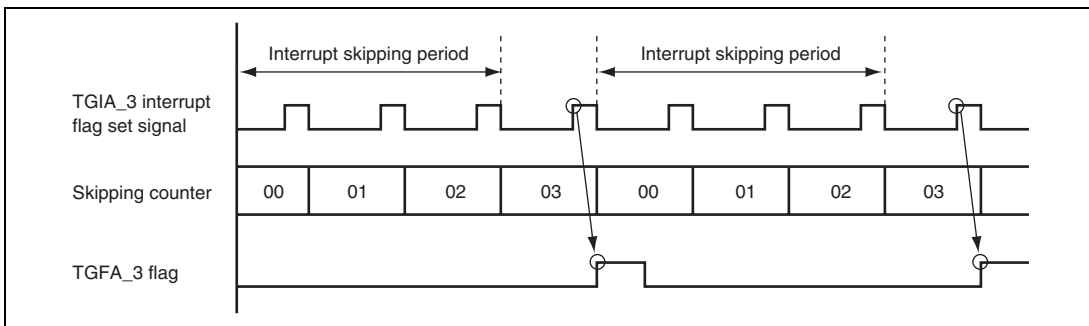 Interrupt skipping period Interrupt skipping period
TGIA_3 interrupt
flag set signal
Skipping counter 00 01 02 03 00 01 02 03
TGFA_3 flag